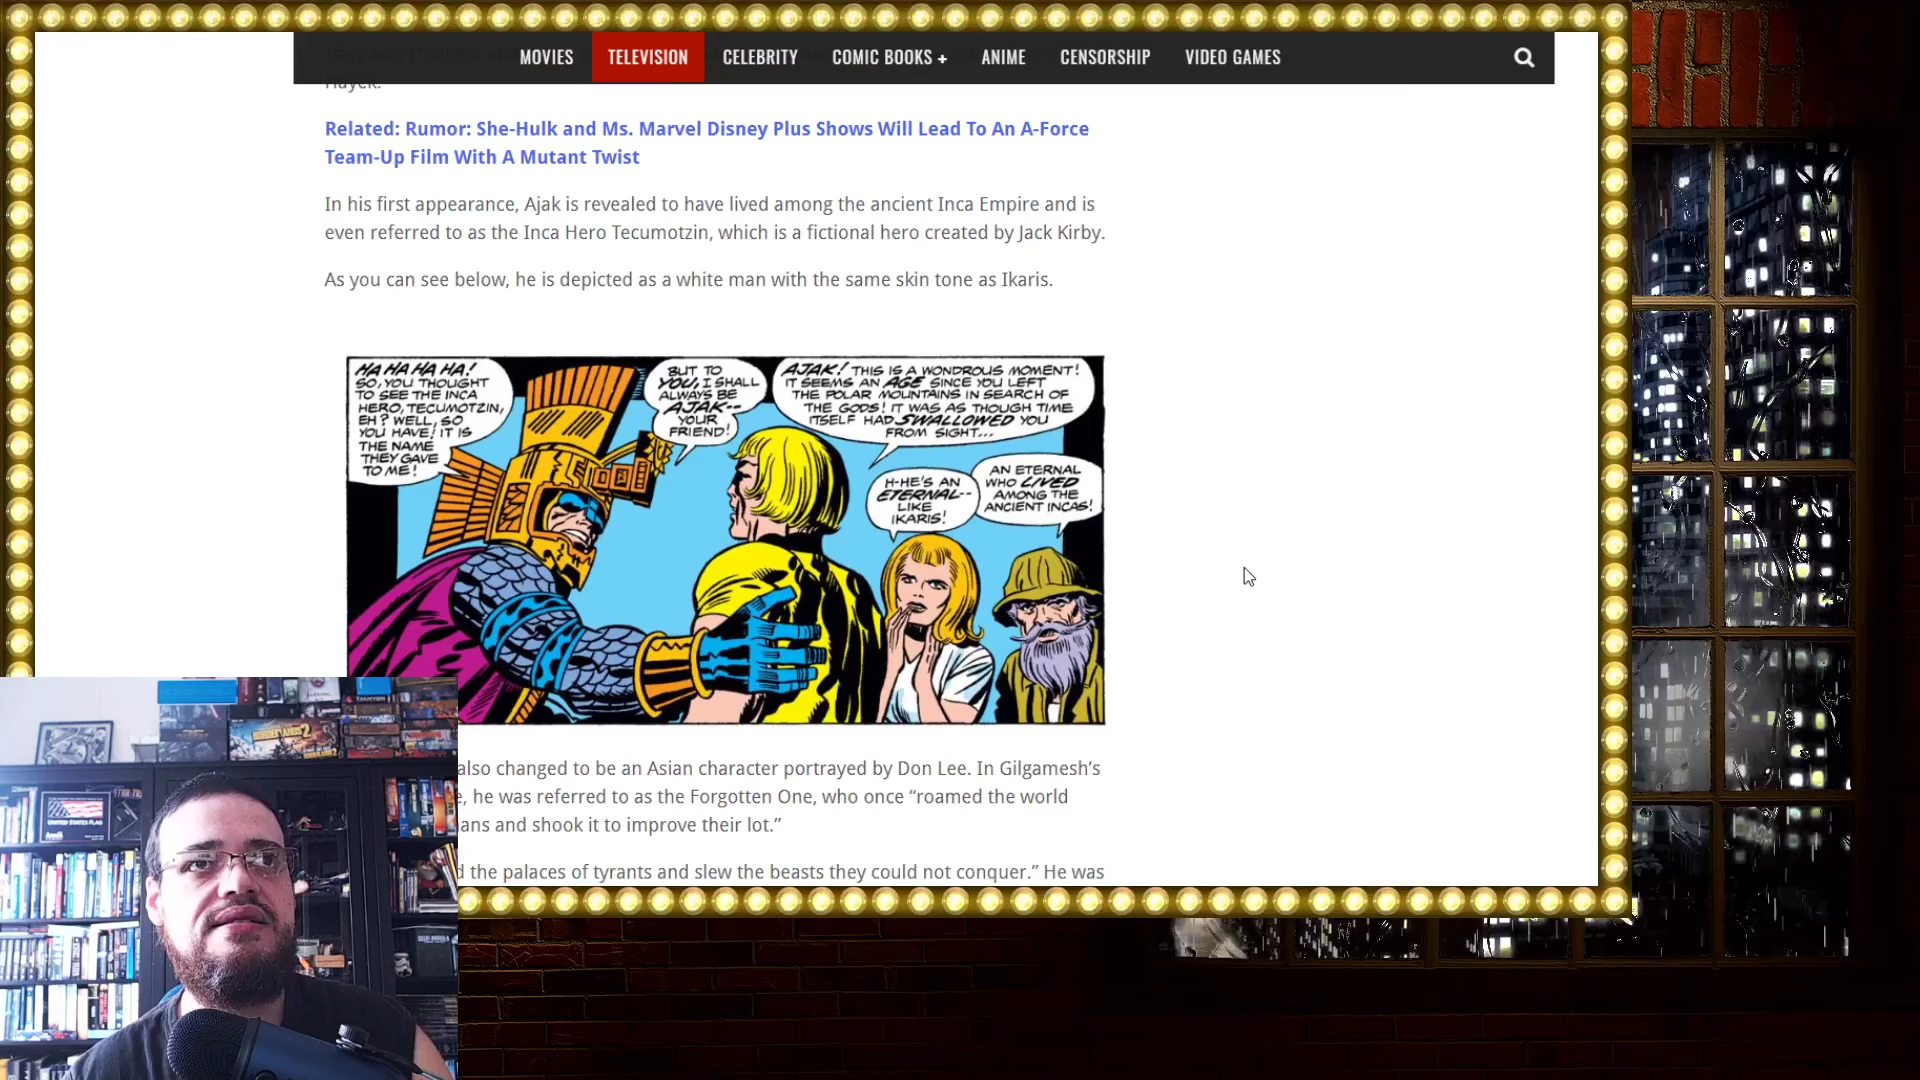 MOVIES TELEVISION CELEBRITY COMIC BOOKS + ANIME CENSORSHIP VIDEO GAMES
Hayek.
Related: Rumor: She-Hulk and Ms. Marvel Disney Plus Shows Will Lead To An A-Force
Team-Up Film With A Mutant Twist
In his first appearance, Ajak is revealed to have lived among the ancient Inca Empire and is
even referred to as the Inca Hero Tecumotzin, which is a fictional hero created by Jack Kirby.
As you can see below, he is depicted as a white man with the same skin tone as Ikaris.
HA HA HA HA!
SO, YOU THOUGHT
TO SEE THE INCA
HERO, TECUMOTZIN,
EH? WELL, SO
YOU HAVE! IT IS
THE NAME
THEY GAVE
TO ME!
BUT TO
YOU, I SHALL
ALWAYS BE
AJAK--
YOUR
FRIEND!
AJAK! THIS IS A WONDROUS MOMENT!
IT SEEMS AN AGE SINCE YOU LEFT
THE POLAR MOUNTAINS IN SEARCH OF
THE GODS! IT WAS AS THOUGH TIME
ITSELF HAD SWALLOWED YOU
FROM SIGHT...
H-HE'S AN
ETERNAL--
LIKE
IKARIS!
AN ETERNAL
WHO LIVED
AMONG THE
ANCIENT INCAS!
also changed to be an Asian character portrayed by Don Lee. In Gilgamesh's
e, he was referred to as the Forgotten One, who once “roamed the world
ans and shook it to improve their lot.”
d the palaces of tyrants and slew the beasts they could not conquer.” He was
BORDERLANDS 2
UNITED STATES FLAG